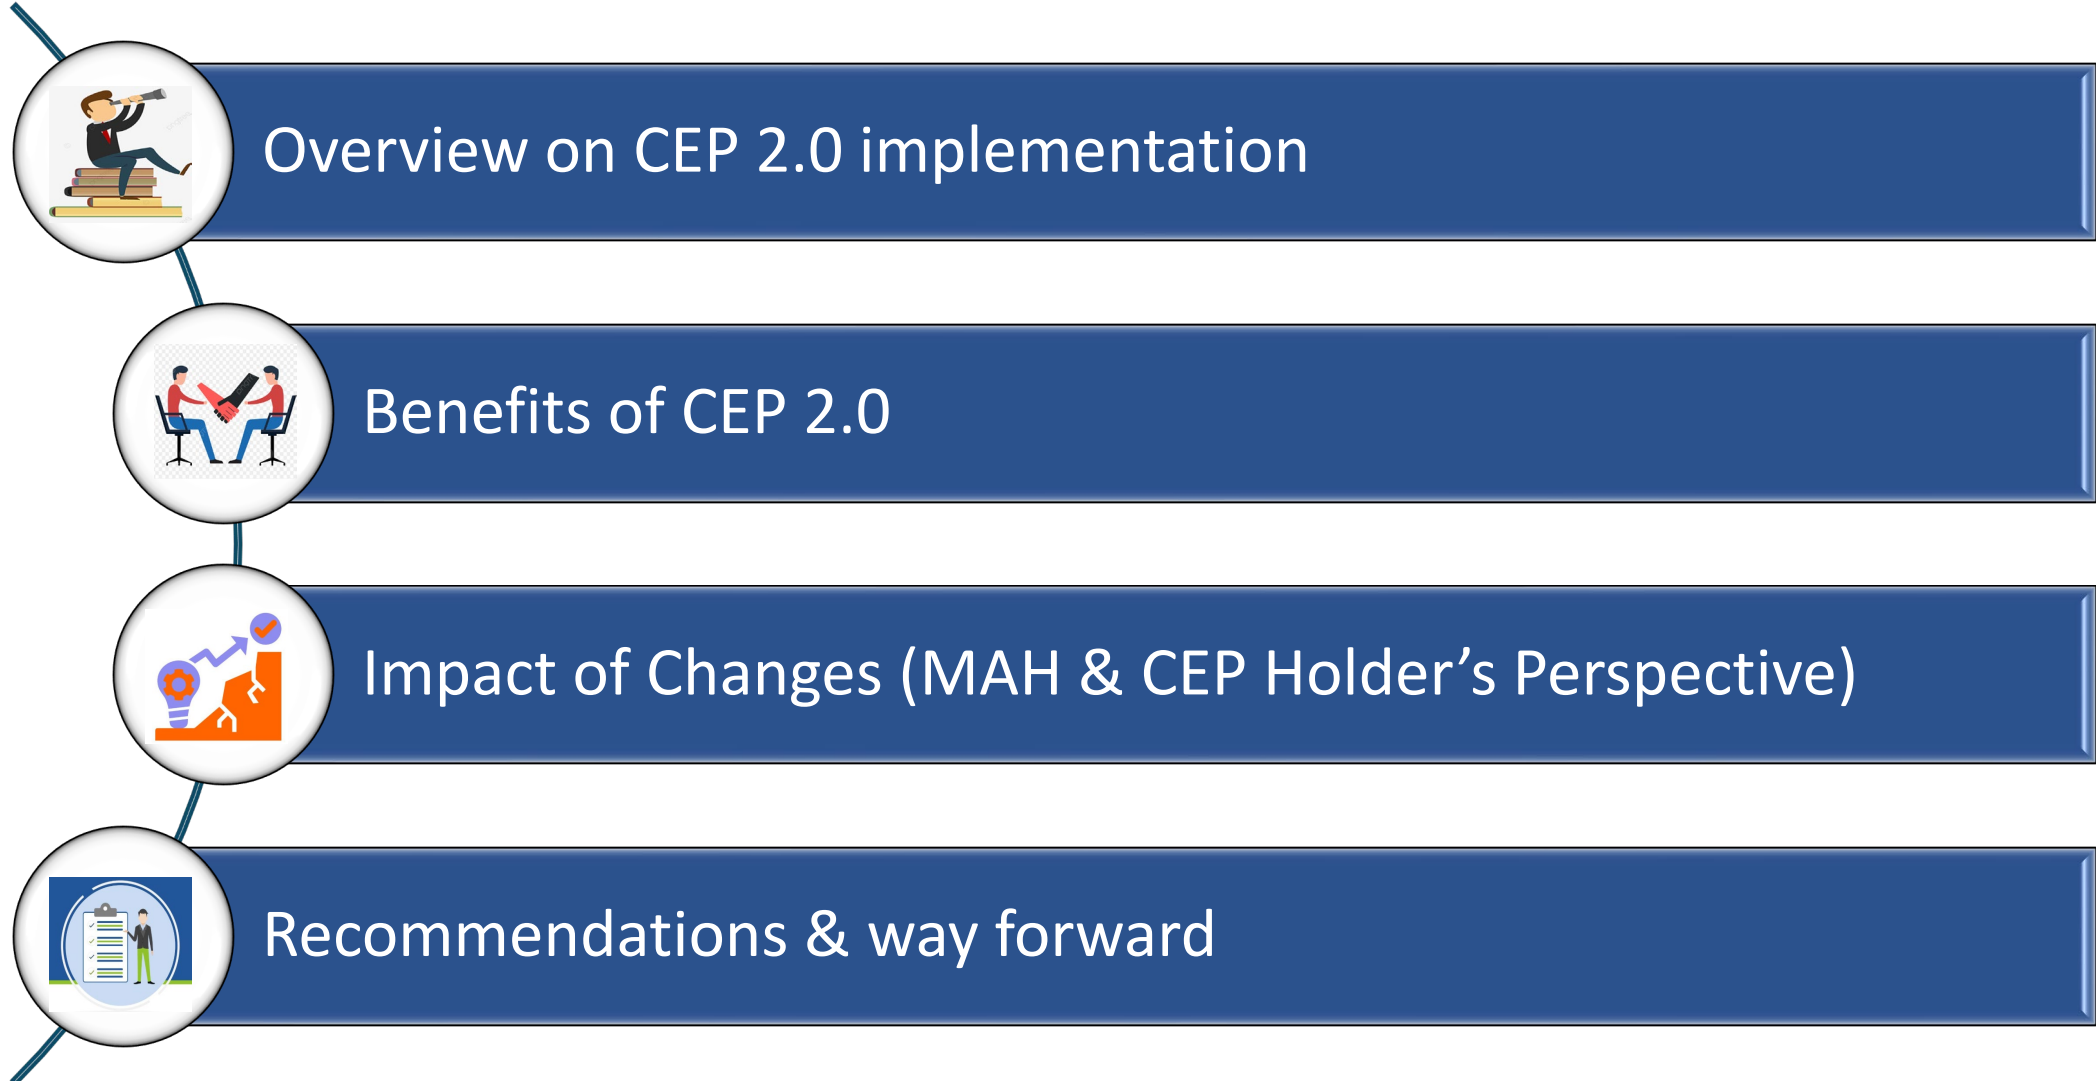 Overview on CEP 2.0 implementation
Benefits of CEP 2.0
Impact of Changes (MAH & CEP Holder’s Perspective)
Recommendations & way forward